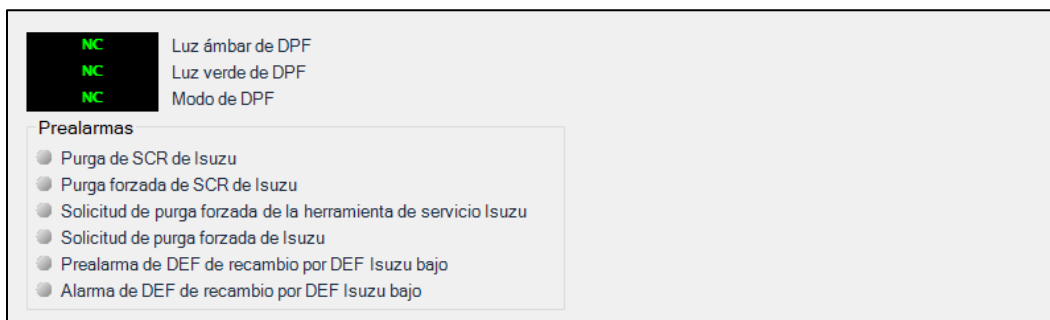 NC Luz ámbar de DPF
NC Luz verde de DPF
NC Modo de DPF
Prealarmas
Purga de SCR de Isuzu
Purga forzada de SCR de Isuzu
Solicitud de purga forzada de la herramienta de servicio Isuzu
Solicitud de purga forzada de Isuzu
Prealarma de DEF de recambio por DEF Isuzu bajo
Alarma de DEF de recambio por DEF Isuzu bajo